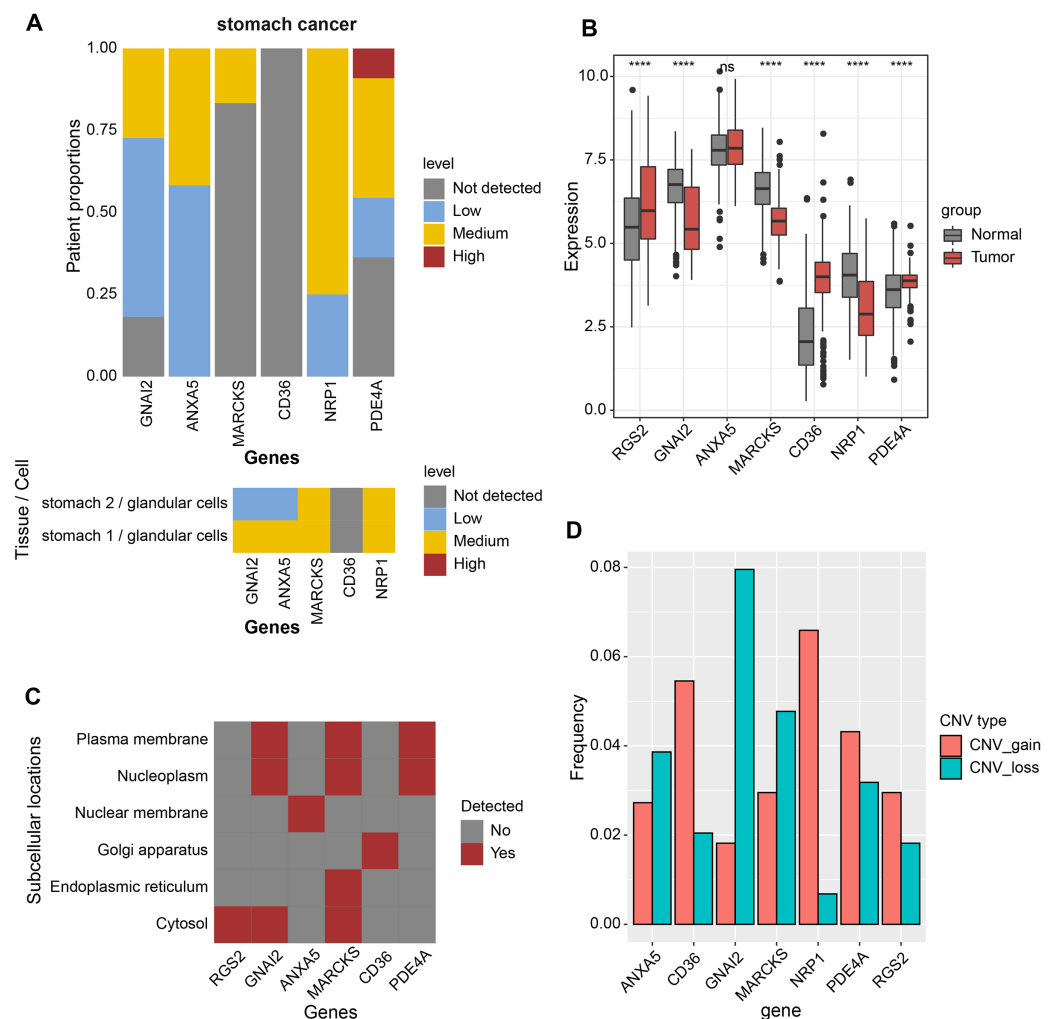 A
stomach cancer
1.00
0.75
0.50
0.25
0.00
Patient proportions
GNAI2
ANXA5
MARCKS
CD36
NRP1
PDE4A
Genes
level
Not detected
Low
Medium
High
Tissue / Cell
stomach 2 / glandular cells
stomach 1 / glandular cells
GNAI2
ANXA5
MARCKS
CD36
NRP1
Genes
level
Not detected
Low
Medium
High
B
**** **** ns **** **** **** ****
10.0
7.5
5.0
2.5
0.0
Expression
RGS2
GNAI2
ANXA5
MARCKS
CD36
NRP1
PDE4A
group
Normal
Tumor
C
Subcellular locations
Plasma membrane
Nucleoplasm
Nuclear membrane
Golgi apparatus
Endoplasmic reticulum
Cytosol
RGS2
GNAI2
ANXA5
MARCKS
CD36
PDE4A
Genes
Detected
No
Yes
D
0.08
0.06
0.04
0.02
0.00
Frequency
ANXA5
CD36
GNAI2
MARCKS
NRP1
PDE4A
RGS2
gene
CNV type
CNV_gain
CNV_loss